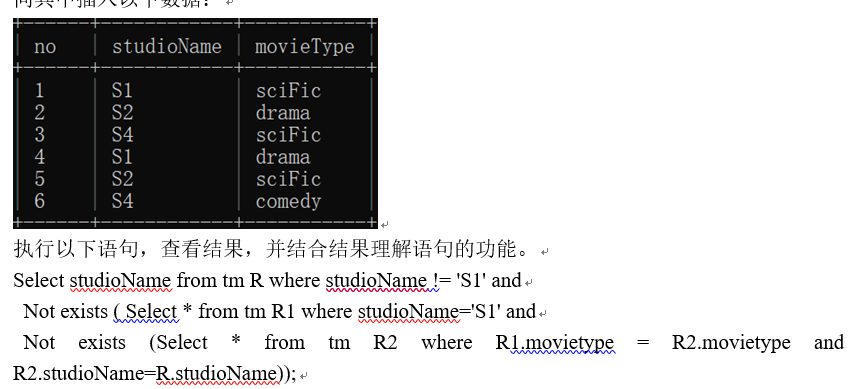 向其中插入以下数据：
no studioName movieType
1 S1 sciFic
2 S2 drama
3 S4 sciFic
4 S1 drama
5 S2 sciFic
6 S4 comedy
执行以下语句，查看结果，并结合结果理解语句的功能。
Select studioName from tm R where studioName != 'S1' and
Not exists ( Select * from tm R1 where studioName='S1' and
Not exists (Select * from tm R2 where R1.movietype = R2.movietype and
R2.studioName=R.studioName));